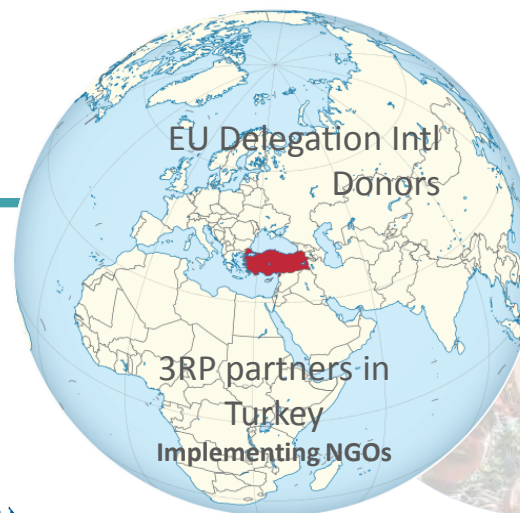 EU Delegation Intl
Donors
3RP partners in
Turkey
Implementing NGOs